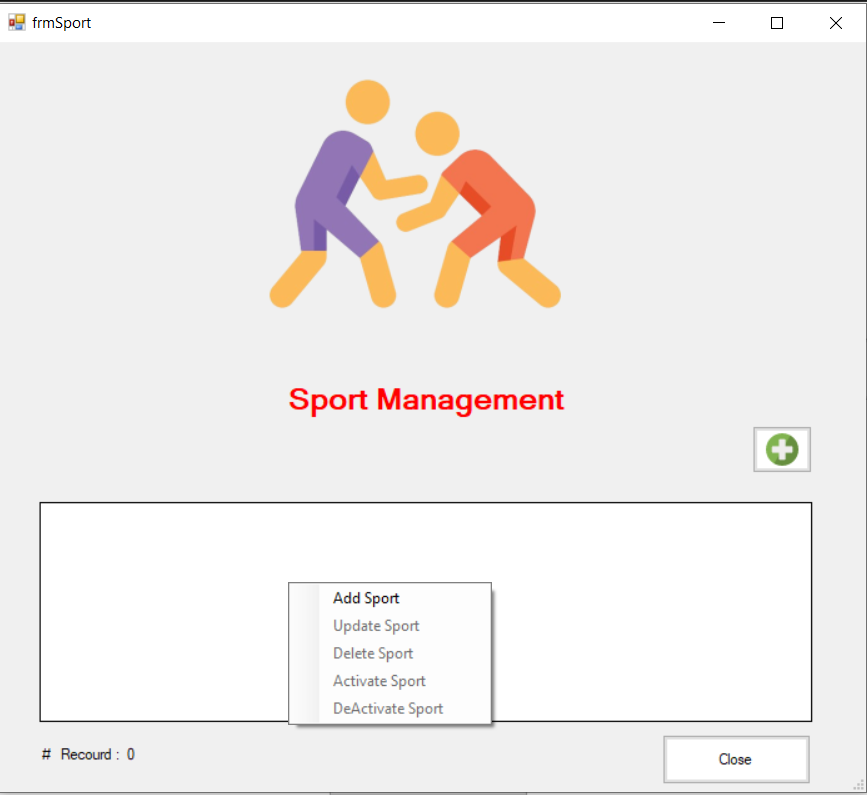 frmSport
Sport Management
Add Sport
Update Sport
Delete Sport
Activate Sport
DeActivate Sport
# Recourd : 0
Close